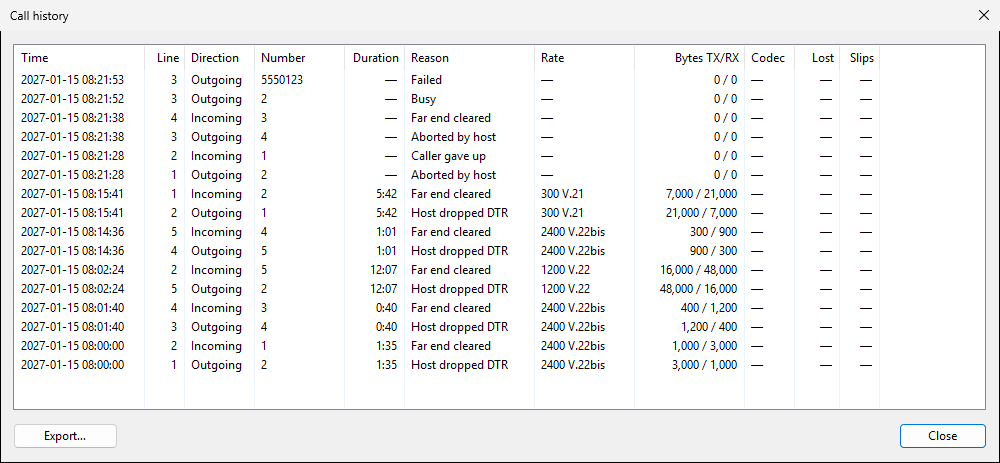 Call history
Time Line Direction Number Duration Reason Rate Bytes TX/RX Codec Lost Slips
2027-01-15 08:21:53 3 Outgoing 5550123 — Failed — 0 / 0 — — —
2027-01-15 08:21:52 3 Outgoing 2 — Busy — 0 / 0 — — —
2027-01-15 08:21:38 4 Incoming 3 — Far end cleared — 0 / 0 — — —
2027-01-15 08:21:38 3 Outgoing 4 — Aborted by host — 0 / 0 — — —
2027-01-15 08:21:28 2 Incoming 1 — Caller gave up — 0 / 0 — — —
2027-01-15 08:21:28 1 Outgoing 2 — Aborted by host — 0 / 0 — — —
2027-01-15 08:15:41 1 Incoming 2 5:42 Far end cleared 300 V.21 7,000 / 21,000 — — —
2027-01-15 08:15:41 2 Outgoing 1 5:42 Host dropped DTR 300 V.21 21,000 / 7,000 — — —
2027-01-15 08:14:36 5 Incoming 4 1:01 Far end cleared 2400 V.22bis 300 / 900 — — —
2027-01-15 08:14:36 4 Outgoing 5 1:01 Host dropped DTR 2400 V.22bis 900 / 300 — — —
2027-01-15 08:02:24 2 Incoming 5 12:07 Far end cleared 1200 V.22 16,000 / 48,000 — — —
2027-01-15 08:02:24 5 Outgoing 2 12:07 Host dropped DTR 1200 V.22 48,000 / 16,000 — — —
2027-01-15 08:01:40 4 Incoming 3 0:40 Far end cleared 2400 V.22bis 400 / 1,200 — — —
2027-01-15 08:01:40 3 Outgoing 4 0:40 Host dropped DTR 2400 V.22bis 1,200 / 400 — — —
2027-01-15 08:00:00 2 Incoming 1 1:35 Far end cleared 2400 V.22bis 1,000 / 3,000 — — —
2027-01-15 08:00:00 1 Outgoing 2 1:35 Host dropped DTR 2400 V.22bis 3,000 / 1,000 — — —
Export... Close